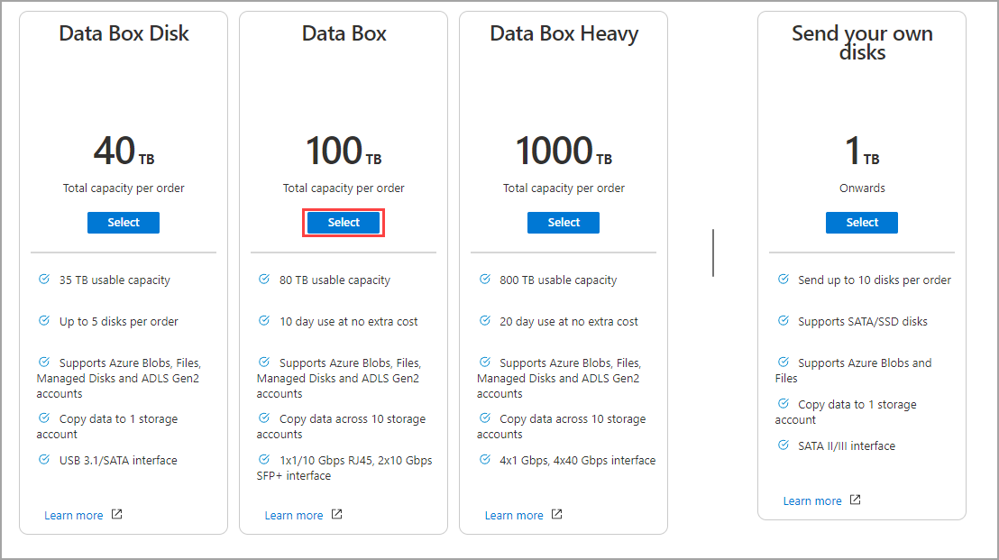 Data Box Disk
40 TB
Total capacity per order
Select
35 TB usable capacity
Up to 5 disks per order
Supports Azure Blobs, Files,
Managed Disks and ADLS Gen2
accounts
Copy data to 1 storage
account
USB 3.1/SATA interface
Learn more
Data Box
100 TB
Total capacity per order
Select
80 TB usable capacity
10 day use at no extra cost
Supports Azure Blobs, Files,
Managed Disks and ADLS Gen2
accounts
Copy data across 10 storage
accounts
1x1/10 Gbps RJ45, 2x10 Gbps
SFP+ interface
Learn more
Data Box Heavy
1000 TB
Total capacity per order
Select
800 TB usable capacity
20 day use at no extra cost
Supports Azure Blobs, Files,
Managed Disks and ADLS Gen2
accounts
Copy data across 10 storage
accounts
4x1 Gbps, 4x40 Gbps interface
Learn more
Send your own
disks
1 TB
Onwards
Select
Send up to 10 disks per order
Supports SATA/SSD disks
Supports Azure Blobs and
Files
Copy data to 1 storage
account
SATA II/III interface
Learn more